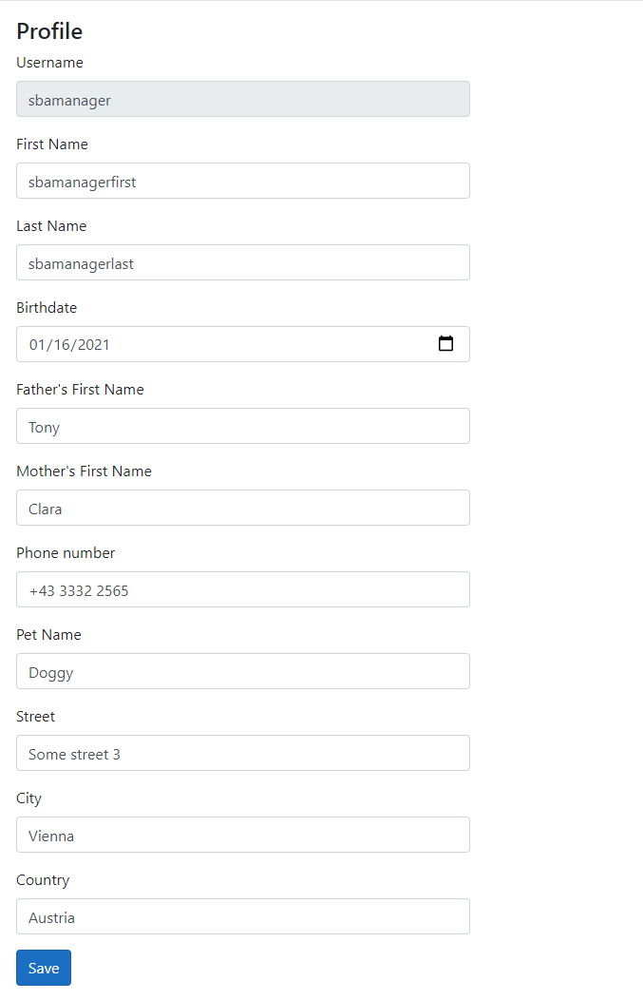 Profile
Username
sbamanager
First Name
sbamanagerfirst
Last Name
sbamanagerlast
Birthdate
01/16/2021
Father's First Name
Tony
Mother's First Name
Clara
Phone number
+43 3332 2565
Pet Name
Doggy
Street
Some street 3
City
Vienna
Country
Austria
Save